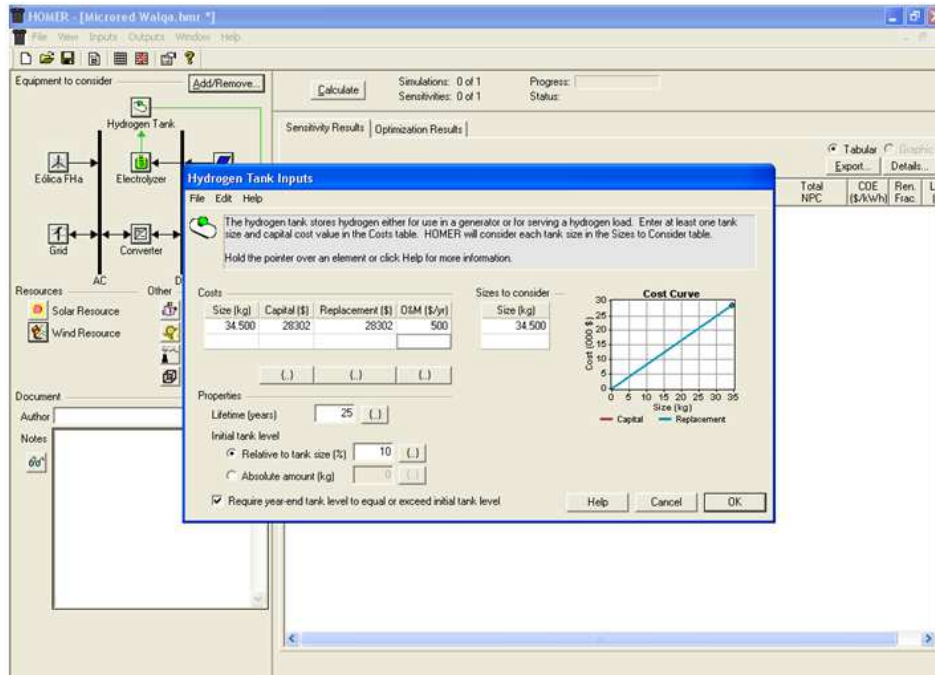 HOMER - [Microred Walqa.hmr *]
File View Inputs Outputs Window Help
Equipment to consider
Add/Remove...
Hydrogen Tank
Eólica FHa
Electrolyzer
Grid
Converter
AC
D
Resources
Other
Solar Resource
Wind Resource
Document
Author
Notes
Calculate
Simulations: 0 of 1
Progress:
Sensitivities: 0 of 1
Status:
Sensitivity Results
Optimization Results
Tabular
Graphic
Export...
Details...
Total
NPC
COE
($/kWh)
Ren.
Frac.
L
Hydrogen Tank Inputs
File Edit Help
The hydrogen tank stores hydrogen either for use in a generator or for serving a hydrogen load. Enter at least one tank
size and capital cost value in the Costs table. HOMER will consider each tank size in the Sizes to Consider table.
Hold the pointer over an element or click Help for more information.
Costs
Size (kg) Capital ($) Replacement ($) O&M ($/yr)
34.500 28302 28302 500
{..} {..} {..}
Sizes to consider
Size (kg)
34.500
Cost Curve
Cost (000 $)
30
25
20
15
10
5
0
0 5 10 15 20 25 30 35
Size (kg)
Capital Replacement
Properties
Lifetime (years) 25 {..}
Initial tank level
Relative to tank size (%) 10 {..}
Absolute amount (kg) 0 {..}
Require year-end tank level to equal or exceed initial tank level
Help
Cancel
OK